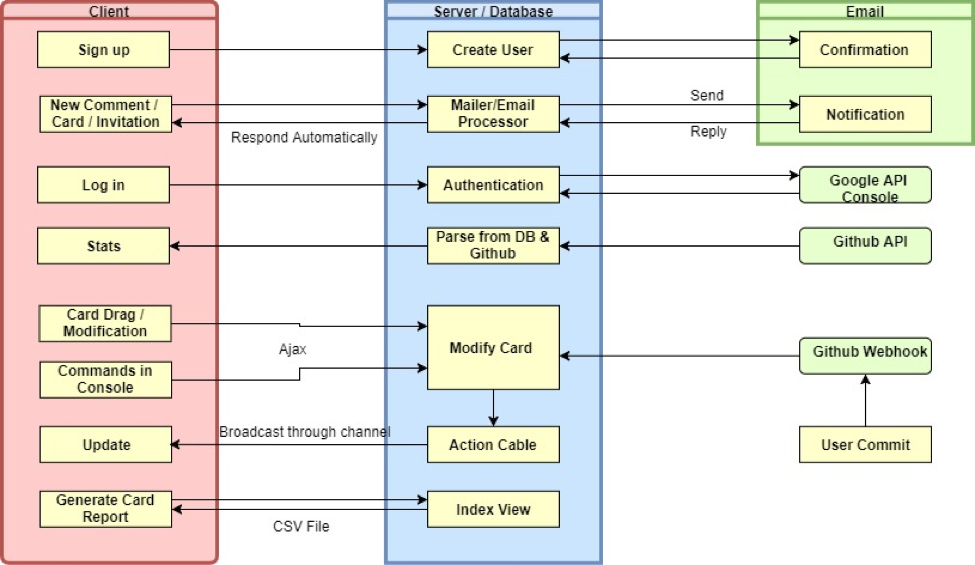 Client
Server / Database
Email
Sign up
Create User
Confirmation
New Comment /
Card / Invitation
Mailer/Email
Processor
Send
Notification
Reply
Respond Automatically
Log in
Authentication
Google API
Console
Stats
Parse from DB &
Github
Github API
Card Drag /
Modification
Ajax
Modify Card
Github Webhook
Commands in
Console
Update
Broadcast through channel
Action Cable
User Commit
Generate Card
Report
CSV File
Index View